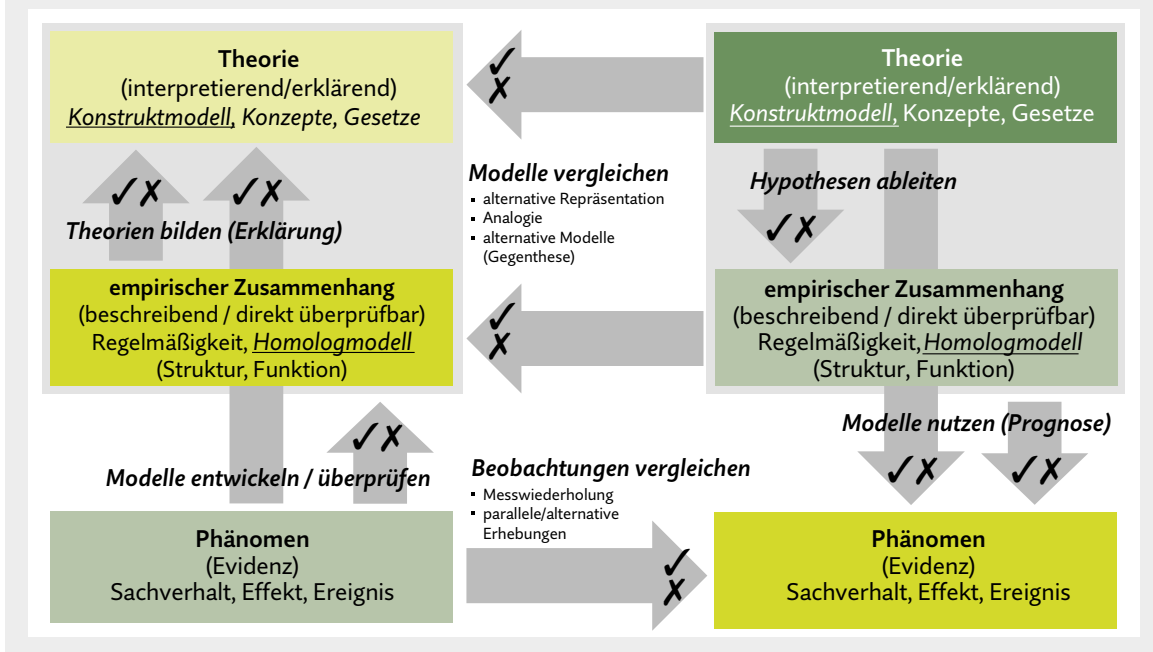 Theorie
(interpretierend/erklärend)
Konstruktmodell, Konzepte, Gesetze
✓
✗
Theorie
(interpretierend/erklärend)
Konstruktmodell, Konzepte, Gesetze
✓✗
✓✗
Theorien bilden (Erklärung)
Modelle vergleichen
▪ alternative Repräsentation
▪ Analogie
▪ alternative Modelle
(Gegenthese)
Hypothesen ableiten
✓✗
empirischer Zusammenhang
(beschreibend / direkt überprüfbar)
Regelmäßigkeit, Homologmodell
(Struktur, Funktion)
✓
✗
empirischer Zusammenhang
(beschreibend / direkt überprüfbar)
Regelmäßigkeit, Homologmodell
(Struktur, Funktion)
✓✗
Modelle entwickeln / überprüfen
Beobachtungen vergleichen
▪ Messwiederholung
▪ parallele/alternative
Erhebungen
Modelle nutzen (Prognose)
✓✗
✓✗
Phänomen
(Evidenz)
Sachverhalt, Effekt, Ereignis
✓
✗
Phänomen
(Evidenz)
Sachverhalt, Effekt, Ereignis